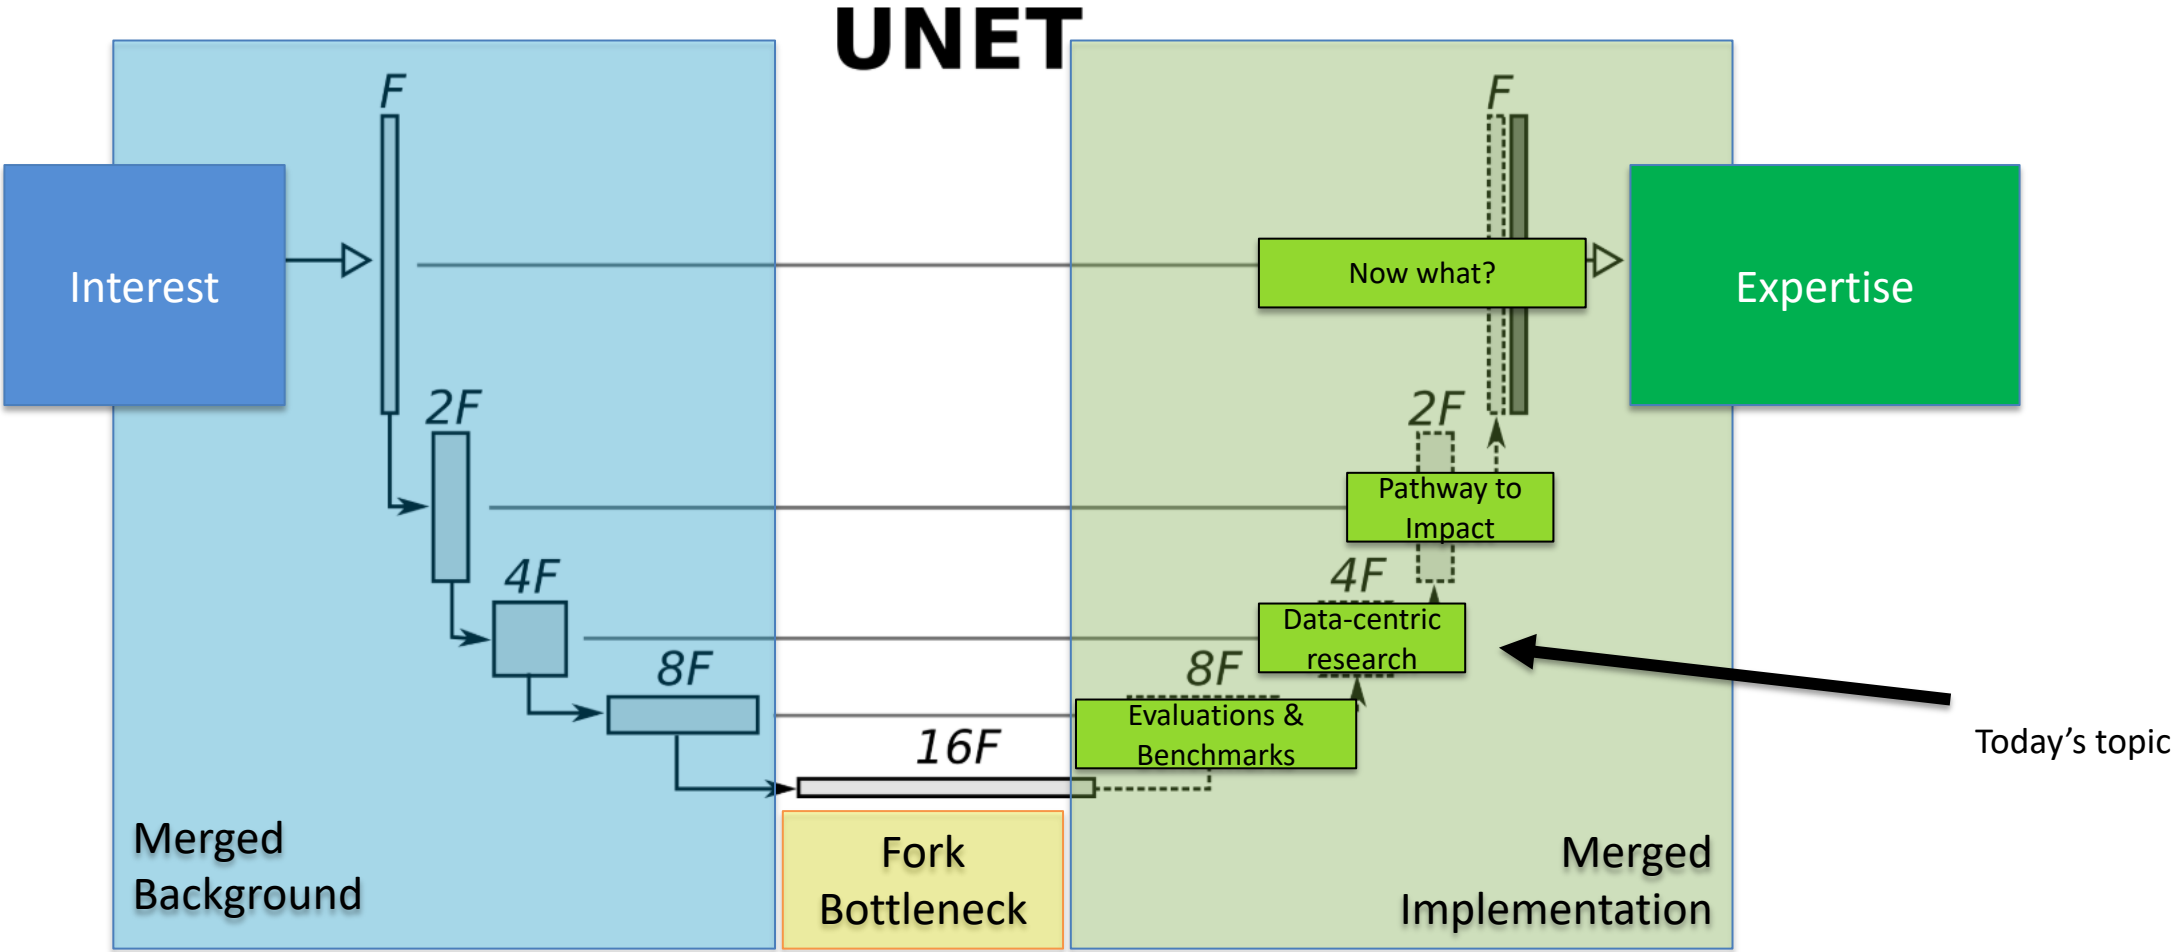 UNET
F
F
Interest
Now what?
Expertise
2F
2F
Pathway to
Impact
4F
4F
Data-centric
research
8F
8F
Evaluations &
Benchmarks
16F
Today’s topic
Merged
Background
Fork
Bottleneck
Merged
Implementation